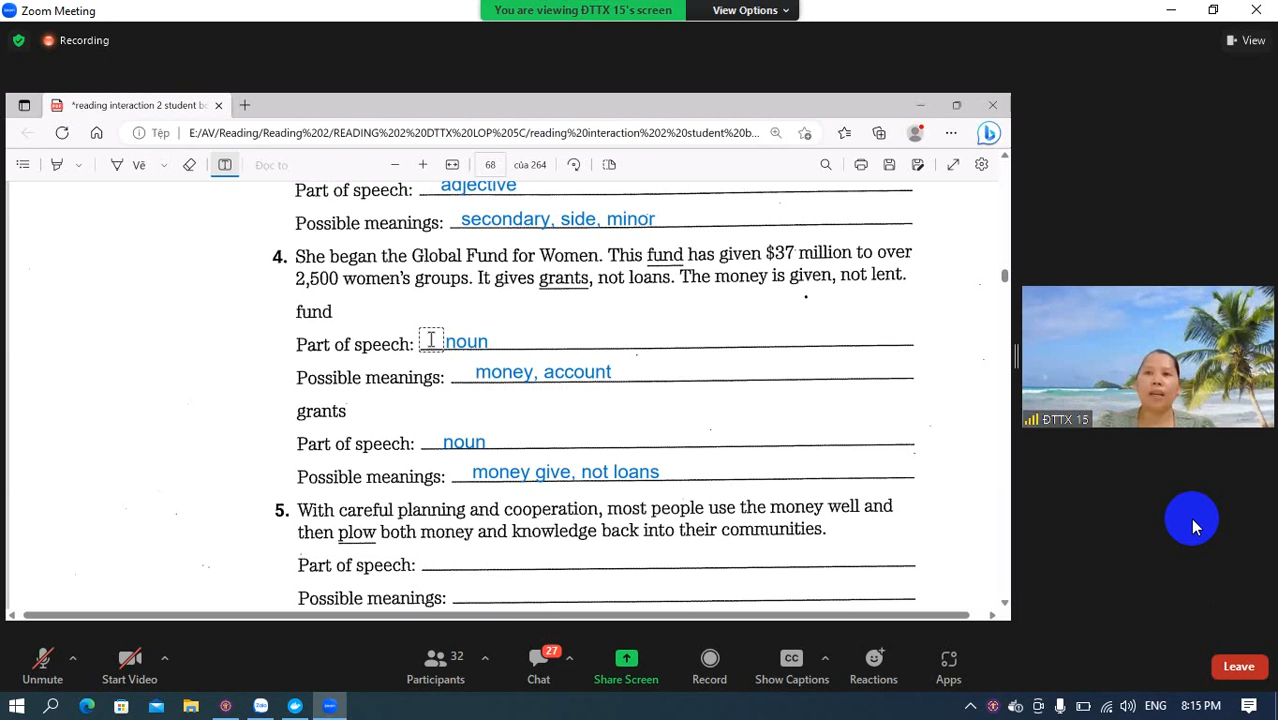 Zoom Meeting
You are viewing ĐTTX 15's screen
View Options
Recording
View
*reading interaction 2 student bo
Tệp
E:/AV/Reading/Reading%202/READING%202%20DTTX%20LOP%205C/reading%20interaction%202%20student%20b...
Vẽ
Đọc to
68
của 264
Part of speech: adjective
Possible meanings: secondary, side, minor
4. She began the Global Fund for Women. This fund has given $37 million to over
2,500 women's groups. It gives grants, not loans. The money is given, not lent.
fund
Part of speech: noun
Possible meanings: money, account
grants
Part of speech: noun
Possible meanings: money give, not loans
5. With careful planning and cooperation, most people use the money well and
then plow both money and knowledge back into their communities.
Part of speech:
Possible meanings:
ĐTTX 15
32
27
CC
Unmute
Start Video
Participants
Chat
Share Screen
Record
Show Captions
Reactions
Apps
Leave
Zalo
ENG
8:15 PM